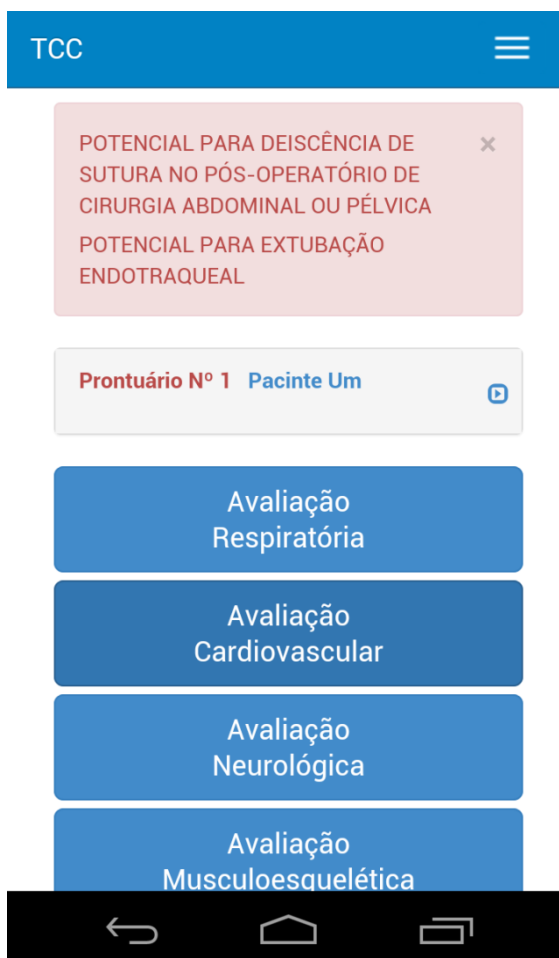 TCC
POTENCIAL PARA DEISCÊNCIA DE
SUTURA NO PÓS-OPERATÓRIO DE
CIRURGIA ABDOMINAL OU PÉLVICA
POTENCIAL PARA EXTUBAÇÃO
ENDOTRAQUEAL
Prontuário Nº 1 Pacinte Um
Avaliação
Respiratória
Avaliação
Cardiovascular
Avaliação
Neurológica
Avaliação
Musculoesquelética